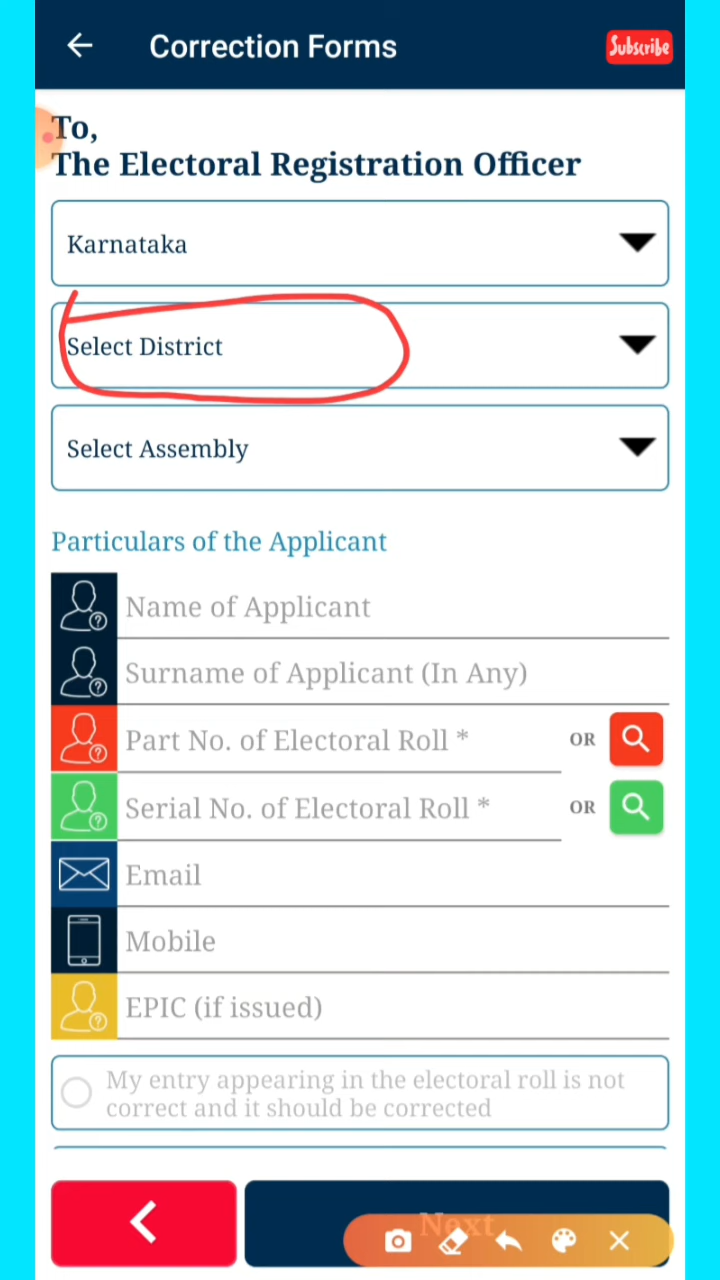 Correction Forms
Subscribe
To,
The Electoral Registration Officer
Karnataka
Select District
Select Assembly
Particulars of the Applicant
Name of Applicant
Surname of Applicant (In Any)
Part No. of Electoral Roll *
OR
Serial No. of Electoral Roll *
OR
Email
Mobile
EPIC (if issued)
My entry appearing in the electoral roll is not
correct and it should be corrected
Next